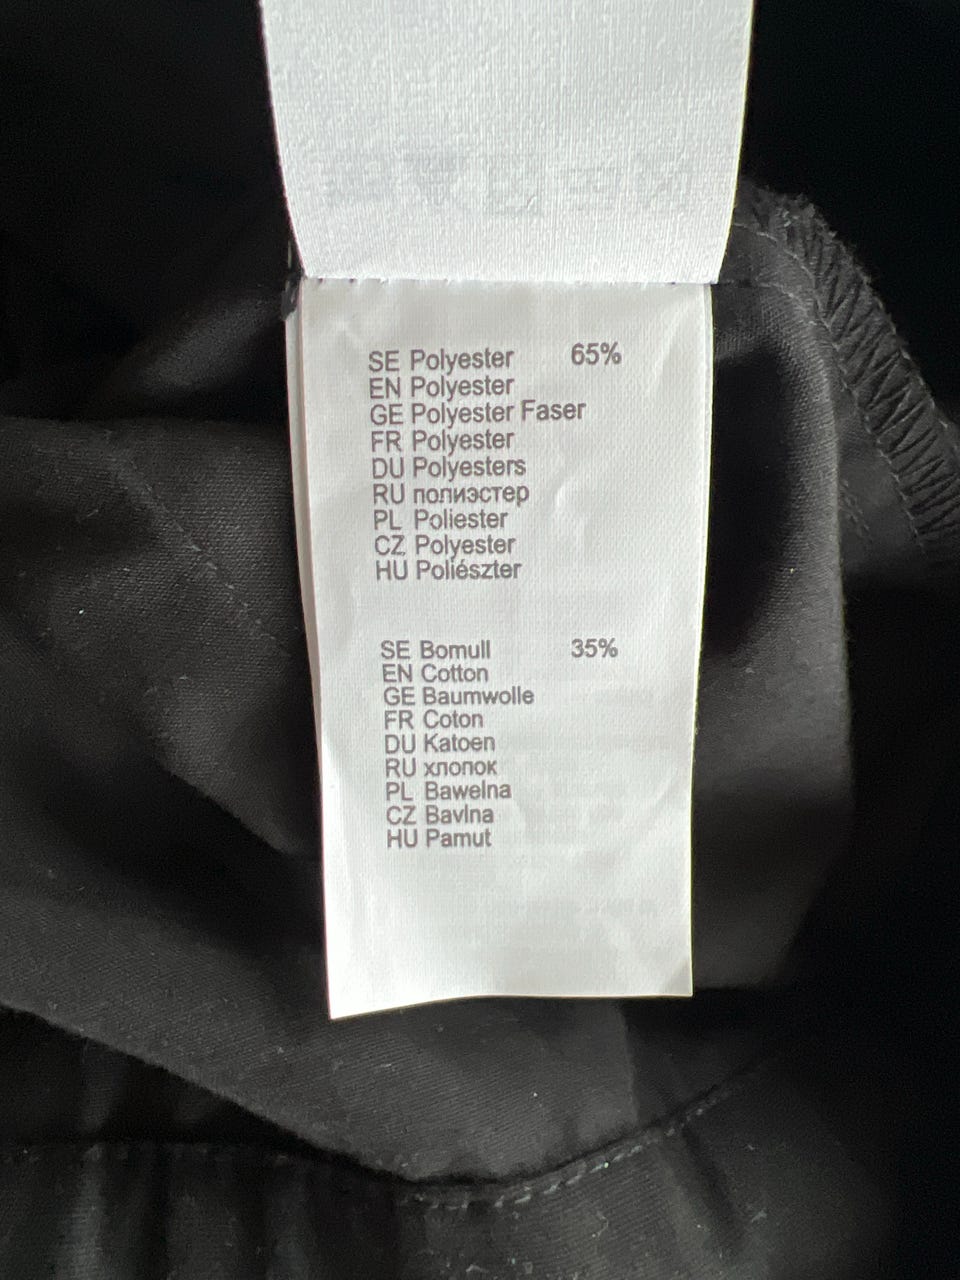 SE Polyester 65%
EN Polyester
GE Polyester Faser
FR Polyester
DU Polyesters
RU полиэстер
PL Poliester
CZ Polyester
HU Poliészter
SE Bomull 35%
EN Cotton
GE Baumwolle
FR Coton
DU Katoen
RU хлопок
PL Bawelna
CZ Bavlna
HU Pamut